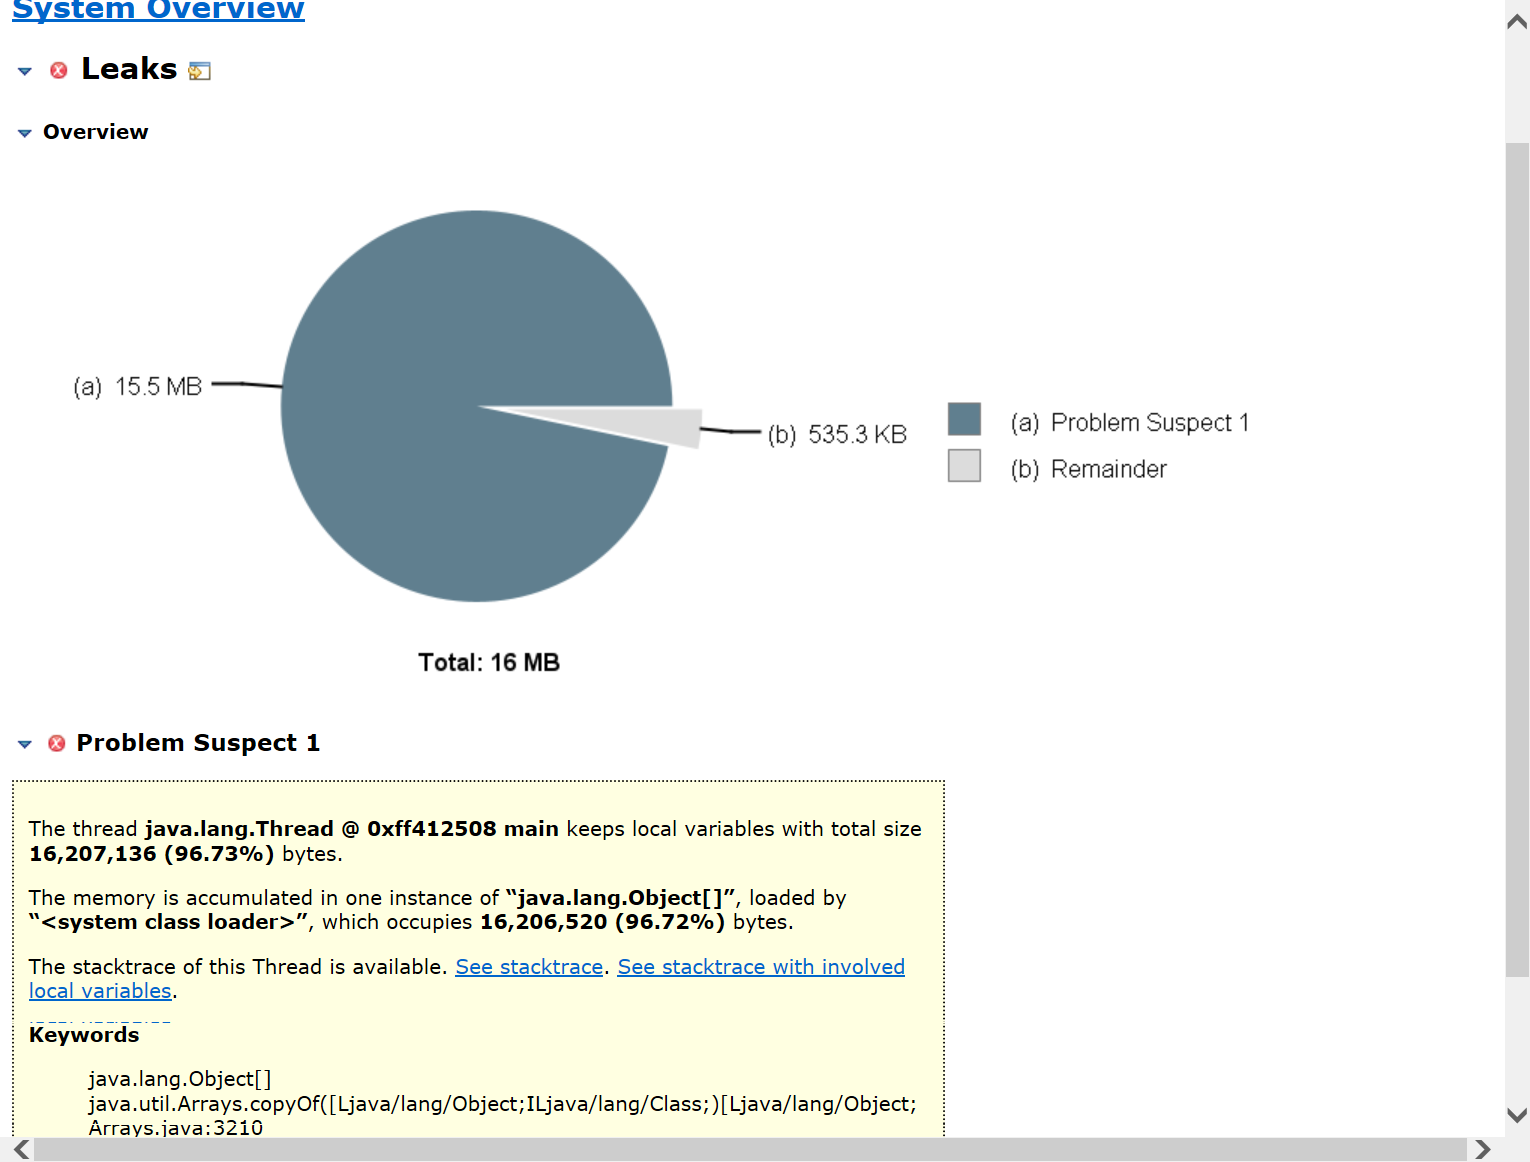 System Overview
Leaks
Overview
(a) 15.5 MB
(b) 535.3 KB
(a) Problem Suspect 1
(b) Remainder
Total: 16 MB
Problem Suspect 1
The thread java.lang.Thread @ 0xff412508 main keeps local variables with total size
16,207,136 (96.73%) bytes.
The memory is accumulated in one instance of “java.lang.Object[]”, loaded by
“<system class loader>”, which occupies 16,206,520 (96.72%) bytes.
The stacktrace of this Thread is available. See stacktrace. See stacktrace with involved
local variables.
Keywords
java.lang.Object[]
java.util.Arrays.copyOf([Ljava/lang/Object;ILjava/lang/Class;)[Ljava/lang/Object;
Arrays.java:3210